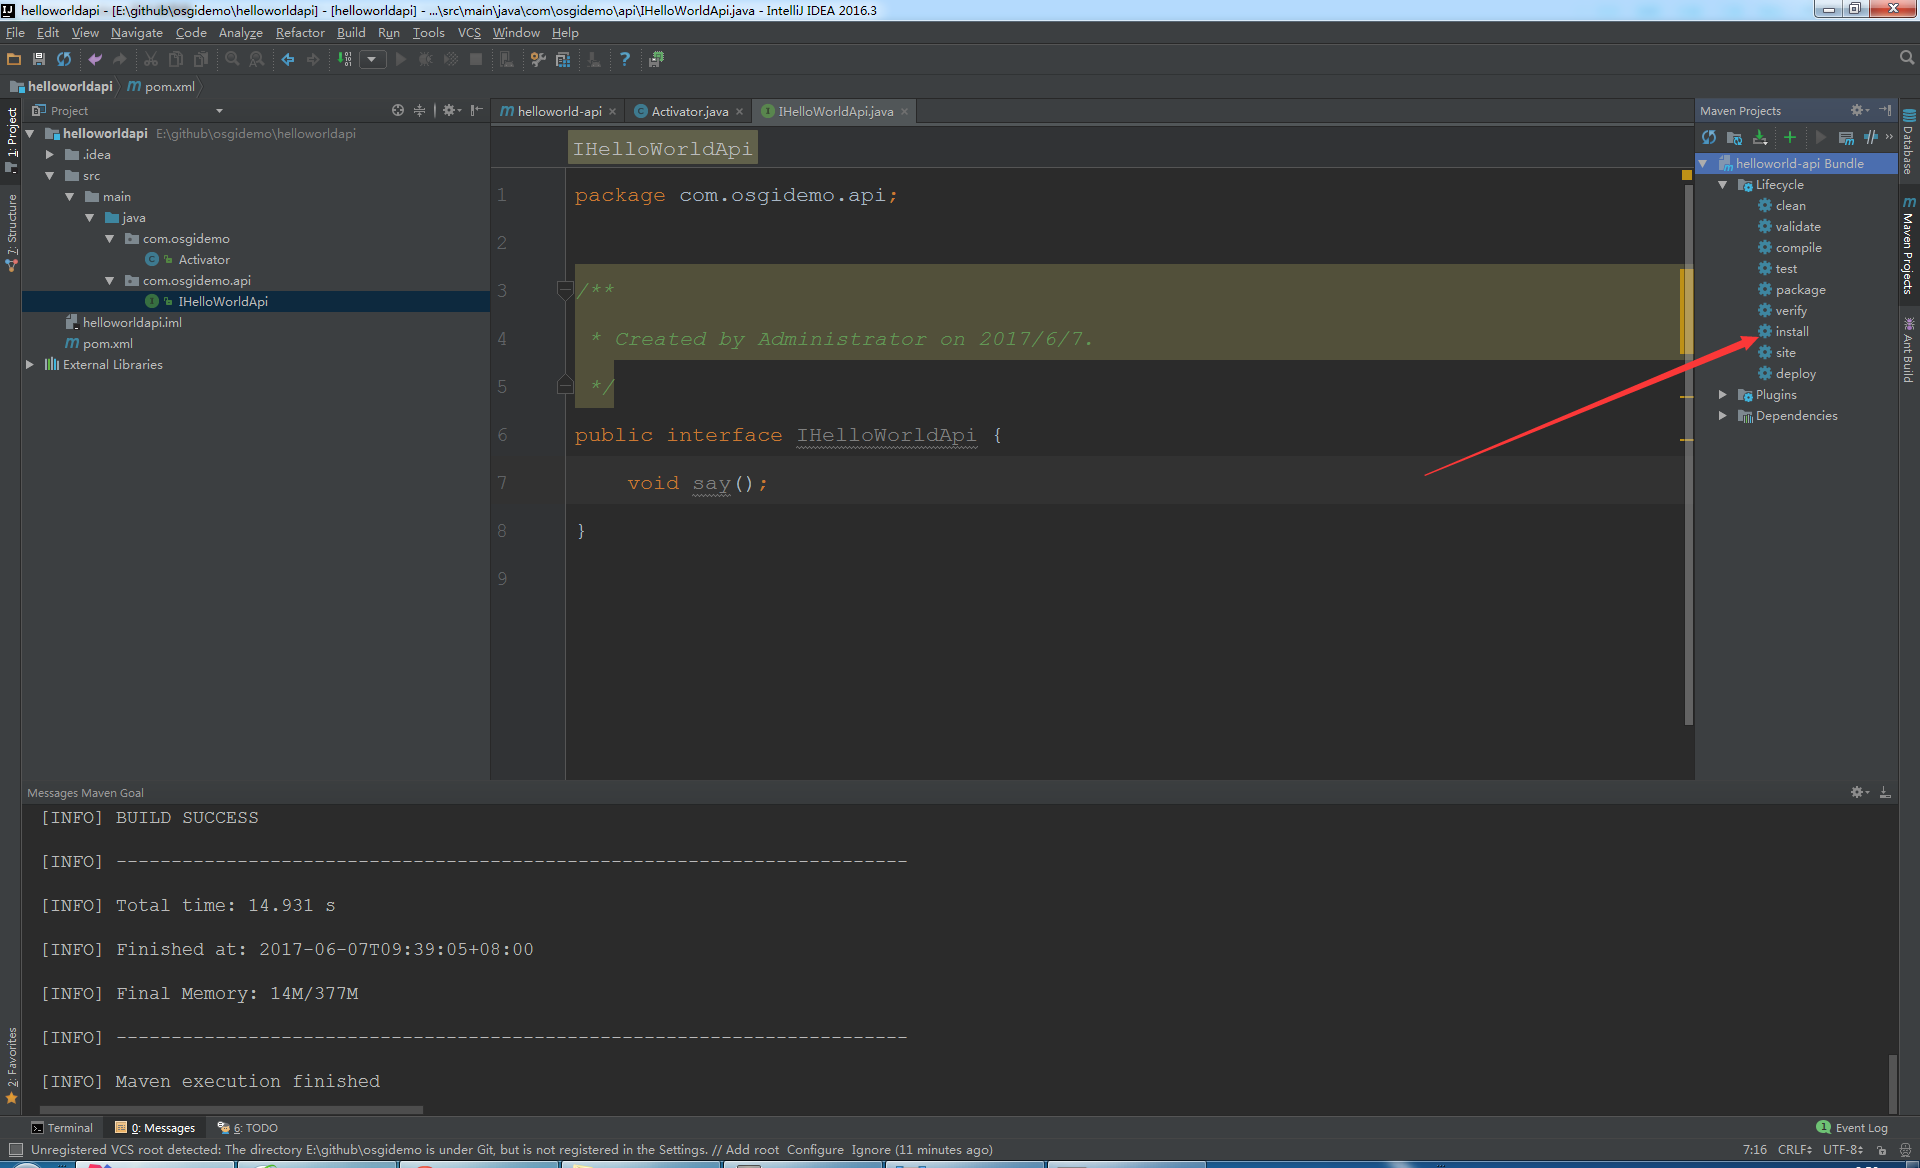 helloworldapi - [E:\github\osgidemo\helloworldapi] - [helloworldapi] - ...\src\main\java\com\osgidemo\api\IHelloWorldApi.java - IntelliJ IDEA 2016.3
File Edit View Navigate Code Analyze Refactor Build Run Tools VCS Window Help
helloworldapi pom.xml
Project
helloworld-api Activator.java IHelloWorldApi.java
Maven Projects
1: Project
7: Structure
2: Favorites
helloworldapi E:\github\osgidemo\helloworldapi
.idea
src
main
java
com.osgidemo
Activator
com.osgidemo.api
IHelloWorldApi
helloworldapi.iml
pom.xml
External Libraries
IHelloWorldApi
1 package com.osgidemo.api;
2
3 /**
4 * Created by Administrator on 2017/6/7.
5 */
6 public interface IHelloWorldApi {
7 void say();
8 }
9
helloworld-api Bundle
Lifecycle
clean
validate
compile
test
package
verify
install
site
deploy
Plugins
Dependencies
Database
Maven Projects
Ant Build
Messages Maven Goal
[INFO] BUILD SUCCESS
[INFO] ------------------------------------------------------------------------
[INFO] Total time: 14.931 s
[INFO] Finished at: 2017-06-07T09:39:05+08:00
[INFO] Final Memory: 14M/377M
[INFO] ------------------------------------------------------------------------
[INFO] Maven execution finished
Terminal 0: Messages 6: TODO
1 Event Log
Unregistered VCS root detected: The directory E:\github\osgidemo is under Git, but is not registered in the Settings. // Add root Configure Ignore (11 minutes ago)
7:16 CRLF UTF-8